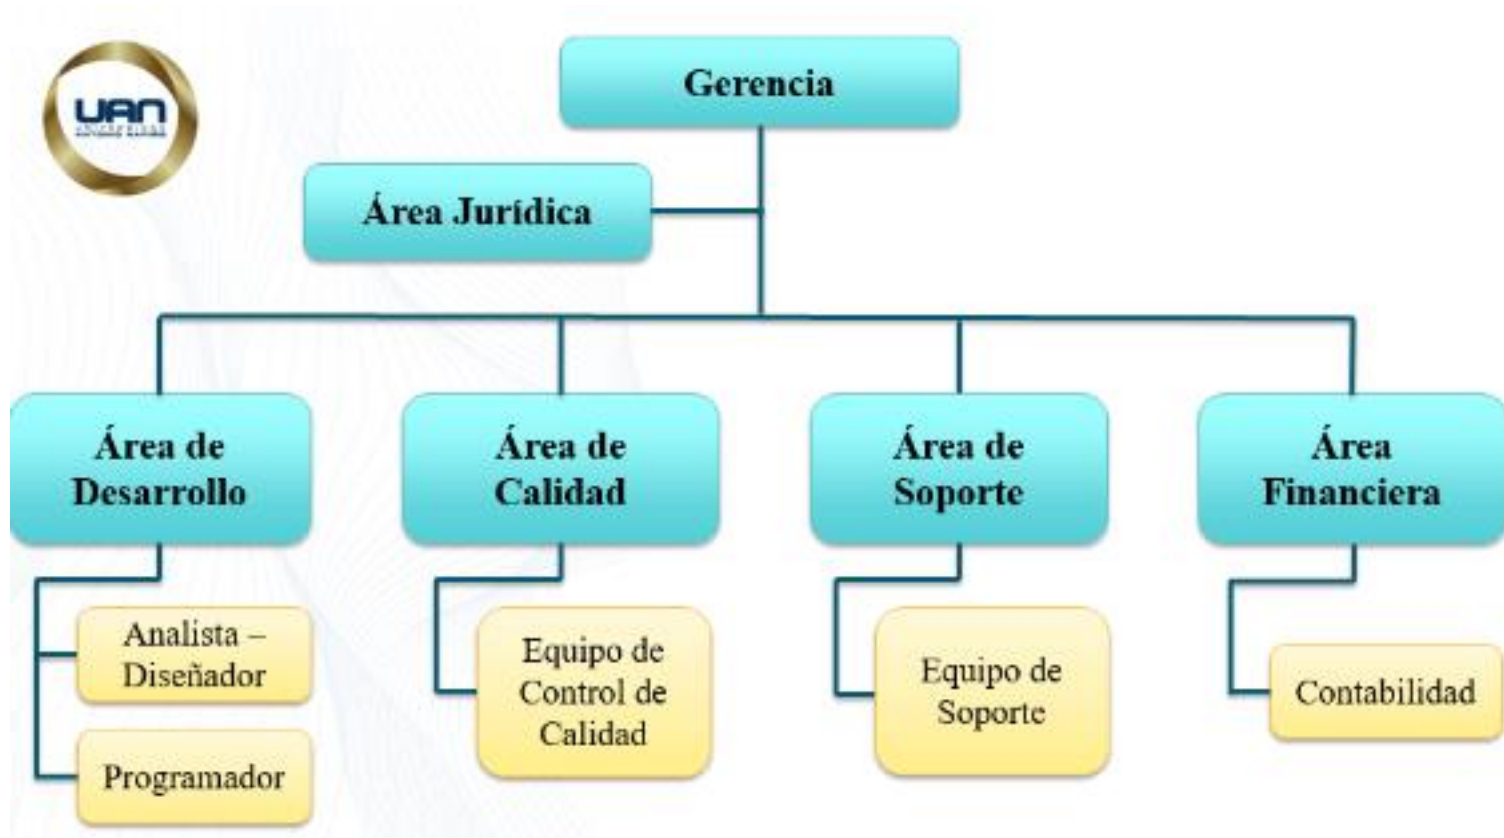 UAN
Gerencia
Área Jurídica
Área de
Desarrollo
Área de
Calidad
Área de
Soporte
Área
Financiera
Analista –
Diseñador
Programador
Equipo de
Control de
Calidad
Equipo de
Soporte
Contabilidad